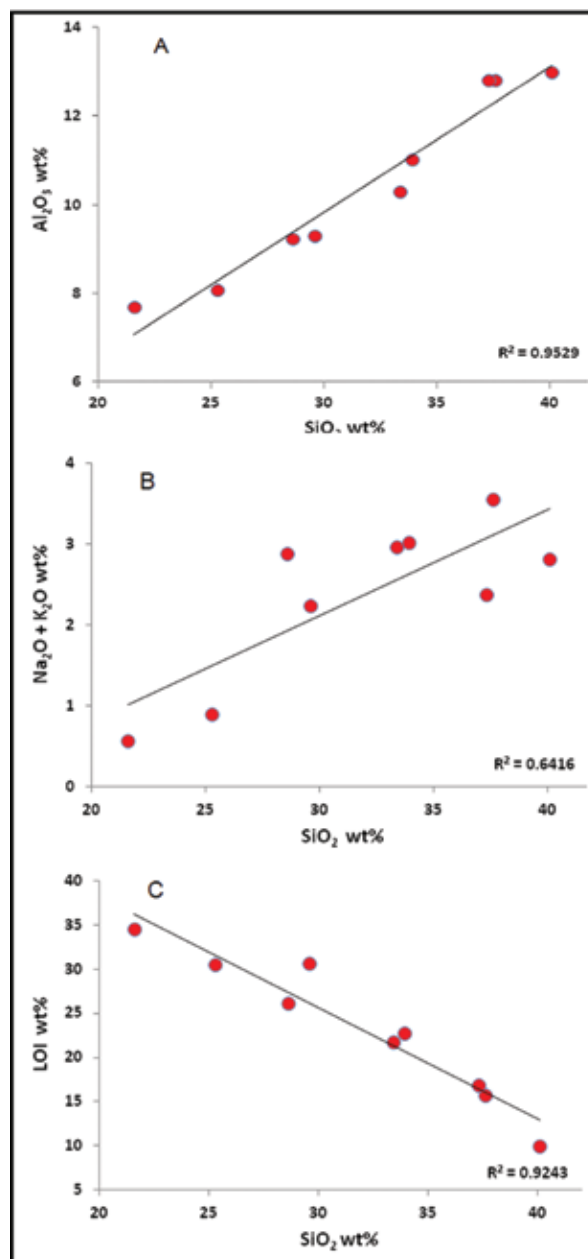 A
14
12
10
8
6
Al₂O₃ wt%
R² = 0.9529
20 25 30 35 40
SiO₂ wt%
B
4
3
2
1
0
Na₂O + K₂O wt%
R² = 0.6416
20 25 30 35 40
SiO₂ wt%
C
40
35
30
25
20
15
10
5
LOI wt%
R² = 0.9243
20 25 30 35 40
SiO₂ wt%